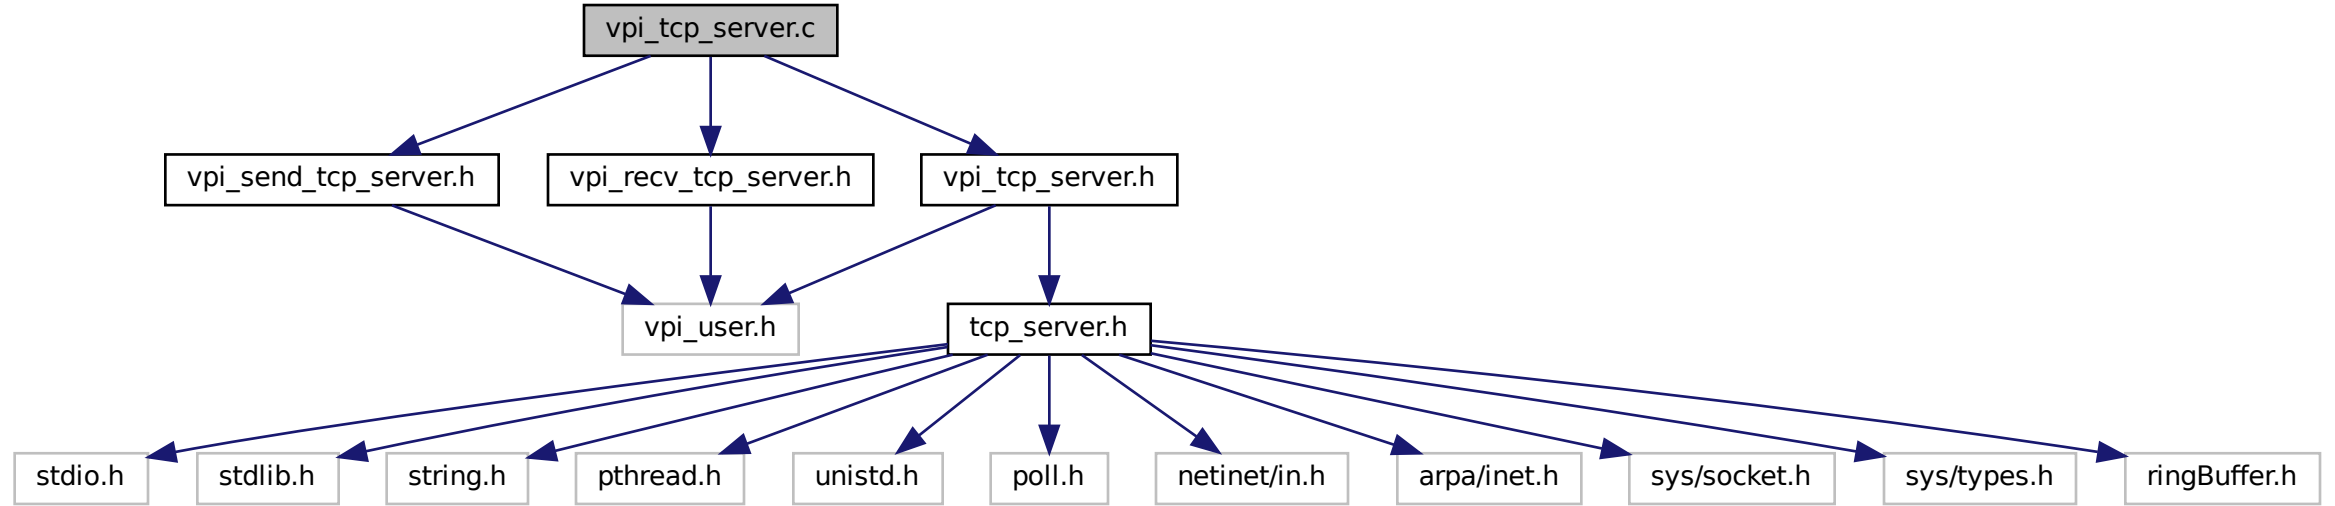 vpi_tcp_server.c
vpi_send_tcp_server.h
vpi_recv_tcp_server.h
vpi_tcp_server.h
vpi_user.h
tcp_server.h
stdio.h
stdlib.h
string.h
pthread.h
unistd.h
poll.h
netinet/in.h
arpa/inet.h
sys/socket.h
sys/types.h
ringBuffer.h